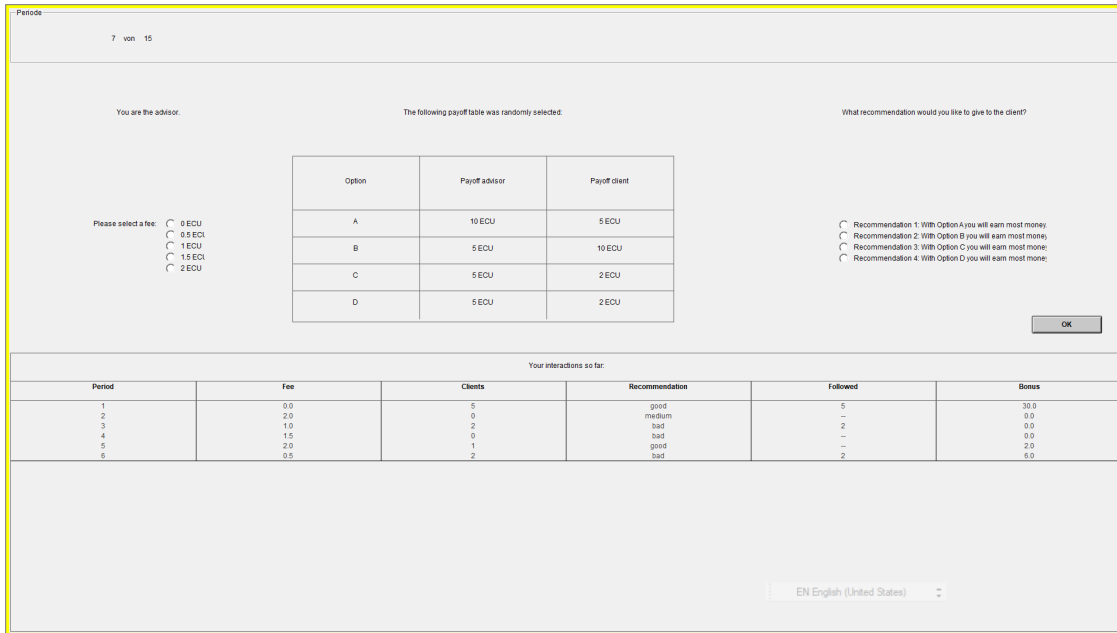 Periode
7 von 15
You are the advisor.
The following payoff table was randomly selected:
What recommendation would you like to give to the client?
Option Payoff advisor Payoff client
A 10 ECU 5 ECU
B 5 ECU 10 ECU
C 5 ECU 2 ECU
D 5 ECU 2 ECU
Please select a fee: 0 ECU
0.5 ECU
1 ECU
1.5 ECU
2 ECU
Recommendation 1: With Option A you will earn most money.
Recommendation 2: With Option B you will earn most money
Recommendation 3: With Option C you will earn most money
Recommendation 4: With Option D you will earn most money
OK
Your interactions so far:
Period Fee Clients Recommendation Followed Bonus
1 0.0 5 good 5 30.0
2 2.0 0 medium -- 0.0
3 1.0 2 bad 2 0.0
4 1.5 0 bad -- 0.0
5 2.0 1 good -- 2.0
6 0.5 2 bad 2 6.0
EN English (United States)